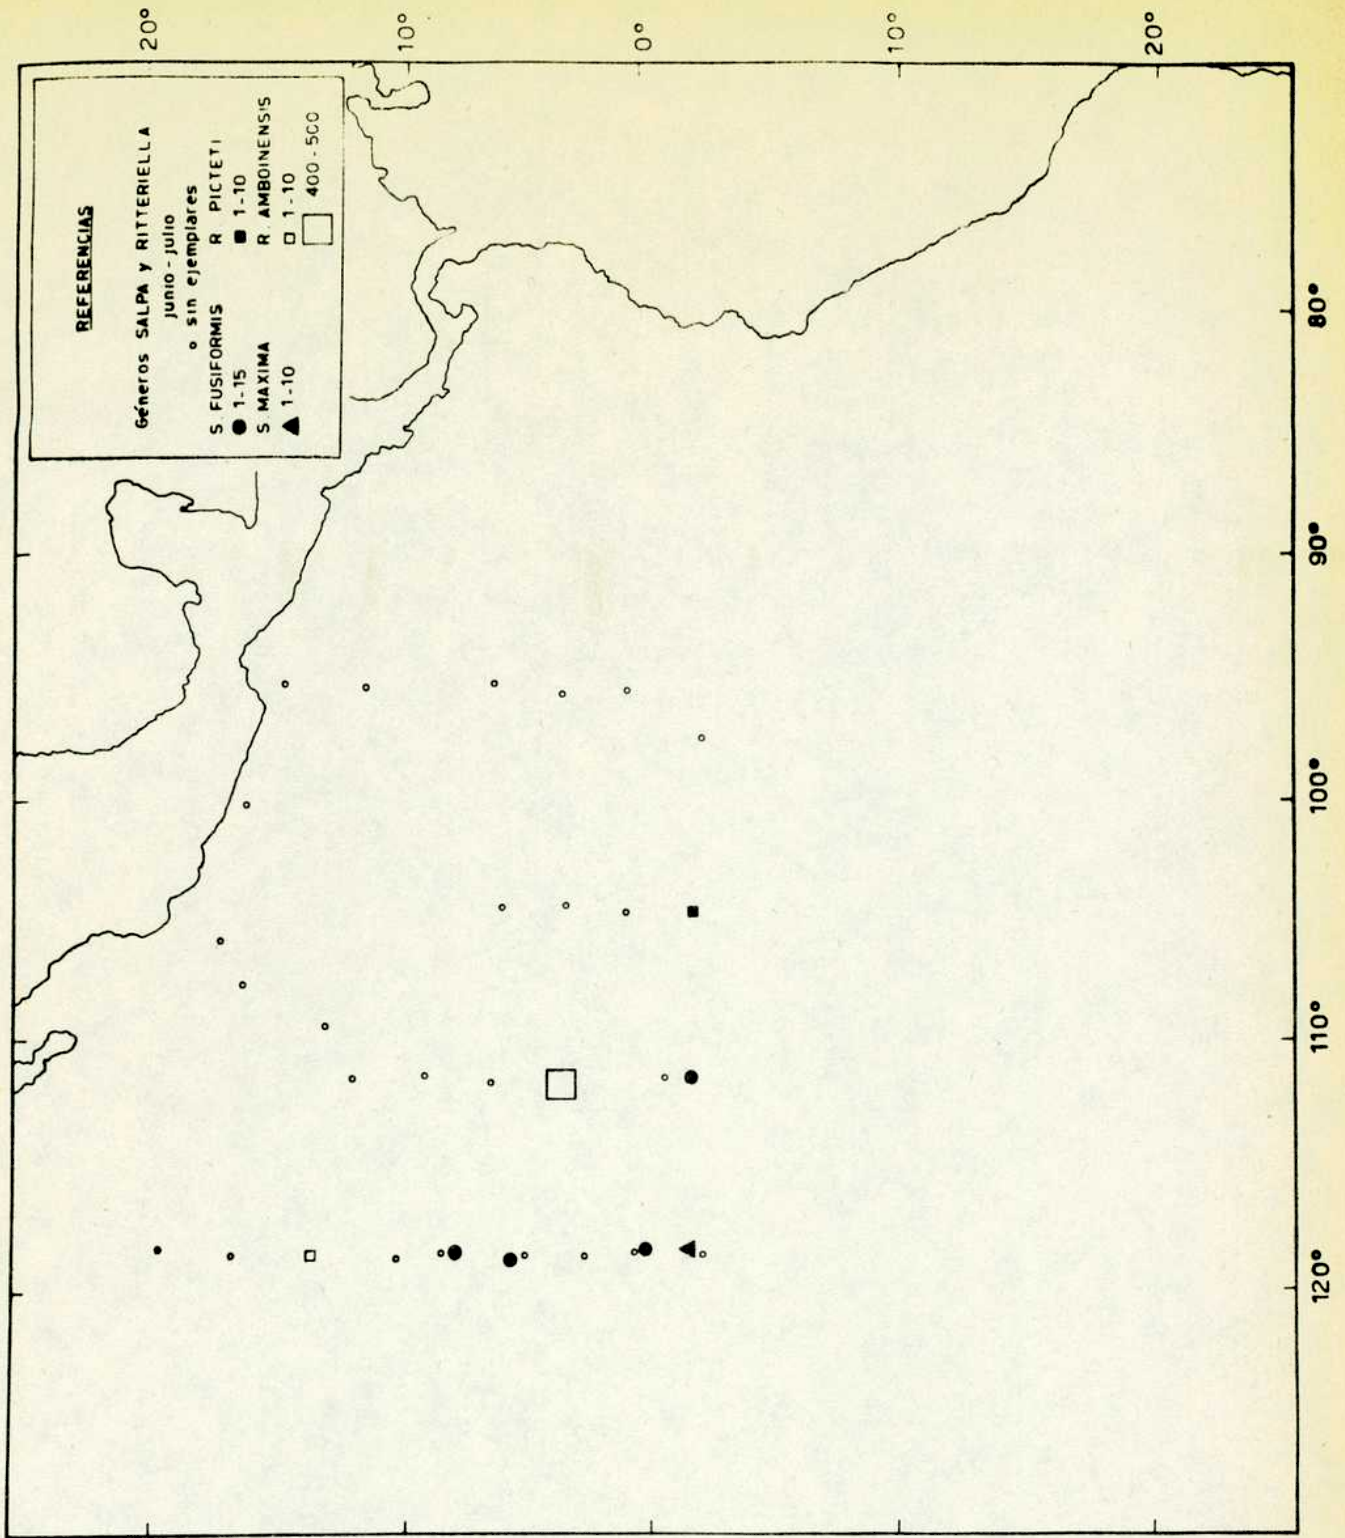 REFERENCIAS
Géneros SALPA y RITTERIELLA
junio - julio
o sin ejemplares
S. FUSIFORMIS R PICTETI
● 1-15 ■ 1-10
S. MAXIMA R. AMBOINENSIS
▲ 1-10 □ 1-10
□ 400-500
20°
10°
0°
10°
20°
80°
90°
100°
110°
120°